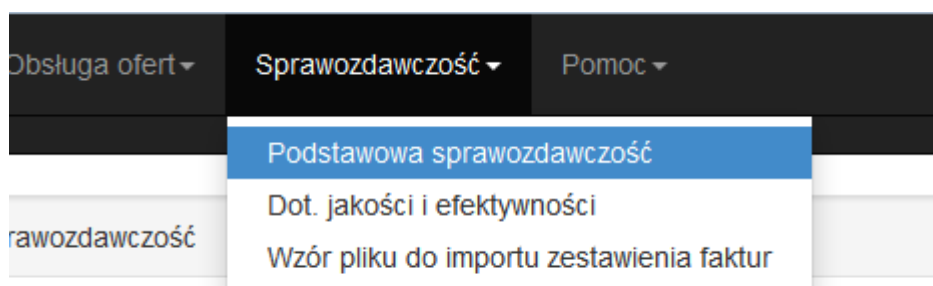 Obsługa ofert Sprawozdawczość Pomoc
Podstawowa sprawozdawczość
Dot. jakości i efektywności
rawozdawczość
Wzór pliku do importu zestawienia faktur